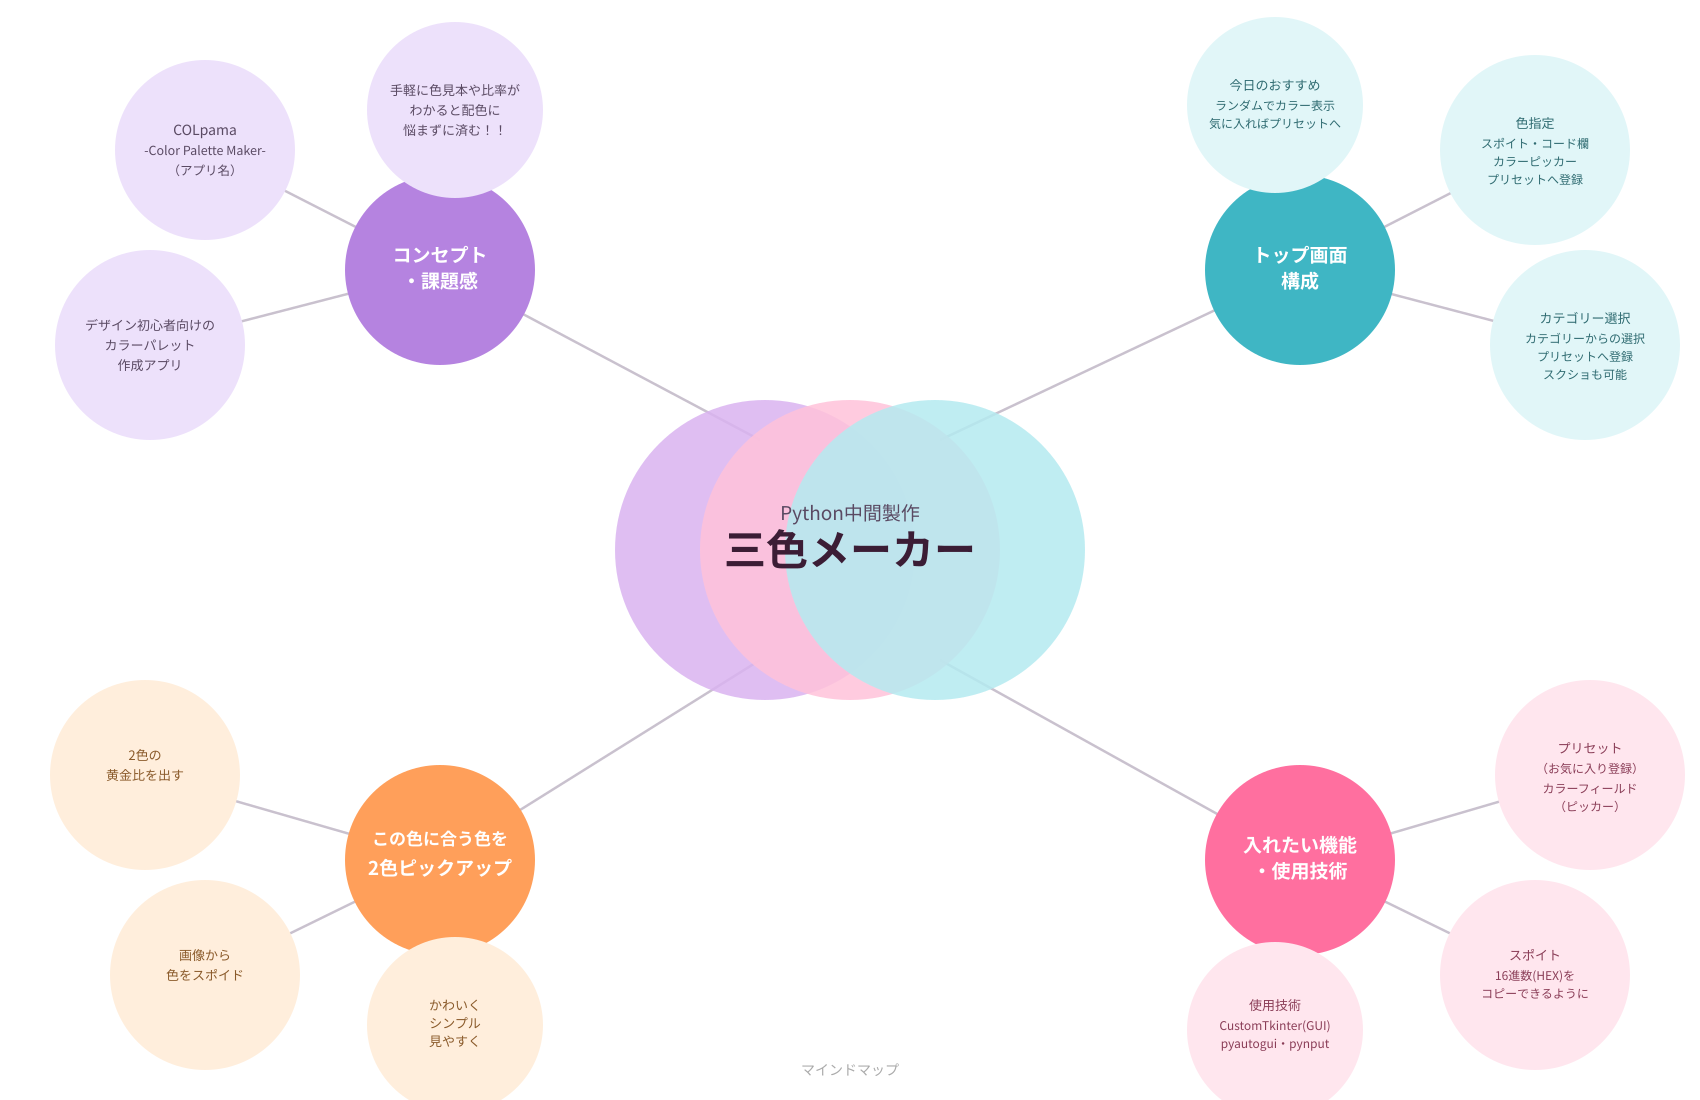 手軽に色見本や比率が
わかると配色に
悩まずに済む！！
COLpama
-Color Palette Maker-
（アプリ名）
デザイン初心者向けの
カラーパレット
作成アプリ
コンセプト
・課題感
今日のおすすめ
ランダムでカラー表示
気に入ればプリセットへ
色指定
スポイト・コード欄
カラーピッカー
プリセットへ登録
トップ画面
構成
カテゴリー選択
カテゴリーからの選択
プリセットへ登録
スクショも可能
Python中間製作
三色メーカー
2色の
黄金比を出す
この色に合う色を
2色ピックアップ
画像から
色をスポイド
かわいく
シンプル
見やすく
プリセット
（お気に入り登録）
カラーフィールド
（ピッカー）
入れたい機能
・使用技術
スポイト
16進数(HEX)を
コピーできるように
使用技術
CustomTkinter(GUI)
pyautogui・pynput
マインドマップ